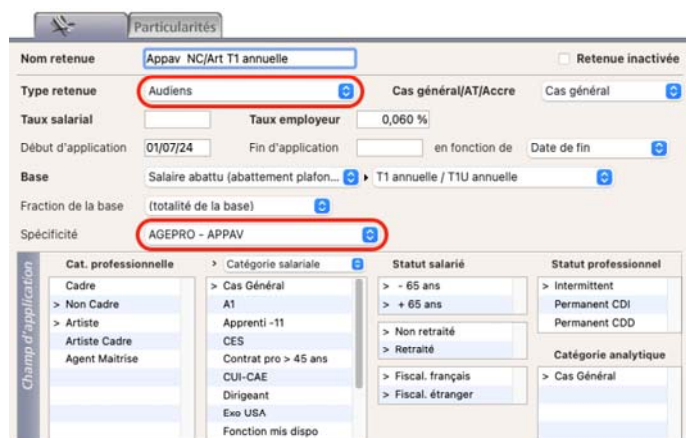 Particularités
Nom retenue Appav NC/Art T1 annuelle Retenue inactivée
Type retenue Audiens Cas général/AT/Accre Cas général
Taux salarial Taux employeur 0,060 %
Début d'application 01/07/24 Fin d'application en fonction de Date de fin
Base Salaire abattu (abattement plafon... T1 annuelle / T1U annuelle
Fraction de la base (totalité de la base)
Spécificité AGEPRO - APPAV
Champ d'application
Cat. professionnelle > Catégorie salariale Statut salarié Statut professionnel
Cadre > Cas Général > - 65 ans > Intermittent
> Non Cadre A1 > + 65 ans Permanent CDI
> Artiste Apprenti -11 Permanent CDD
Artiste Cadre CES > Non retraité
Agent Maitrise Contrat pro > 45 ans > Retraité Catégorie analytique
CUI-CAE > Fiscal. français > Cas Général
Dirigeant > Fiscal. étranger
Exo USA
Fonction mis dispo